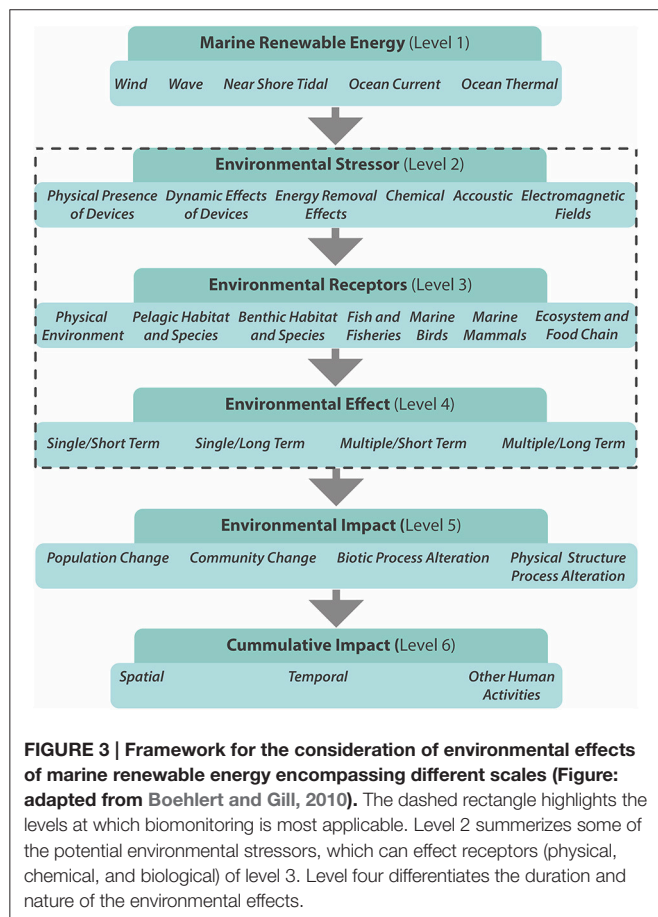 Marine Renewable Energy (Level 1)
Wind Wave Near Shore Tidal Ocean Current Ocean Thermal
Environmental Stressor (Level 2)
Physical Presence of Devices
Dynamic Effects of Devices
Energy Removal Effects
Chemical
Accoustic
Electromagnetic Fields
Environmental Receptors (Level 3)
Physical Environment
Pelagic Habitat and Species
Benthic Habitat and Species
Fish and Fisheries
Marine Birds
Marine Mammals
Ecosystem and Food Chain
Environmental Effect (Level 4)
Single/Short Term Single/Long Term Multiple/Short Term Multiple/Long Term
Environmental Impact (Level 5)
Population Change
Community Change
Biotic Process Alteration
Physical Structure Process Alteration
Cummulative Impact (Level 6)
Spatial
Temporal
Other Human Activities
FIGURE 3 | Framework for the consideration of environmental effects
of marine renewable energy encompassing different scales (Figure:
adapted from Boehlert and Gill, 2010). The dashed rectangle highlights the
levels at which biomonitoring is most applicable. Level 2 summerizes some of
the potential environmental stressors, which can effect receptors (physical,
chemical, and biological) of level 3. Level four differentiates the duration and
nature of the environmental effects.